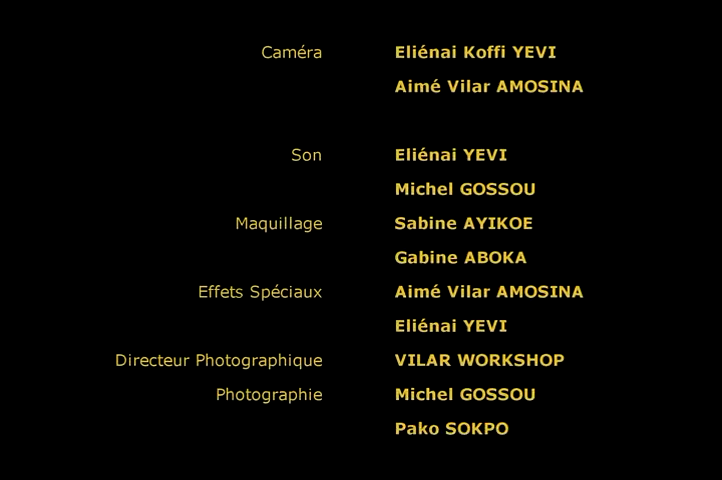 Caméra Eliénai Koffi YEVI
Aimé Vilar AMOSINA
Son Eliénai YEVI
Michel GOSSOU
Maquillage Sabine AYIKOE
Gabine ABOKA
Effets Spéciaux Aimé Vilar AMOSINA
Eliénai YEVI
Directeur Photographique VILAR WORKSHOP
Photographie Michel GOSSOU
Pako SOKPO